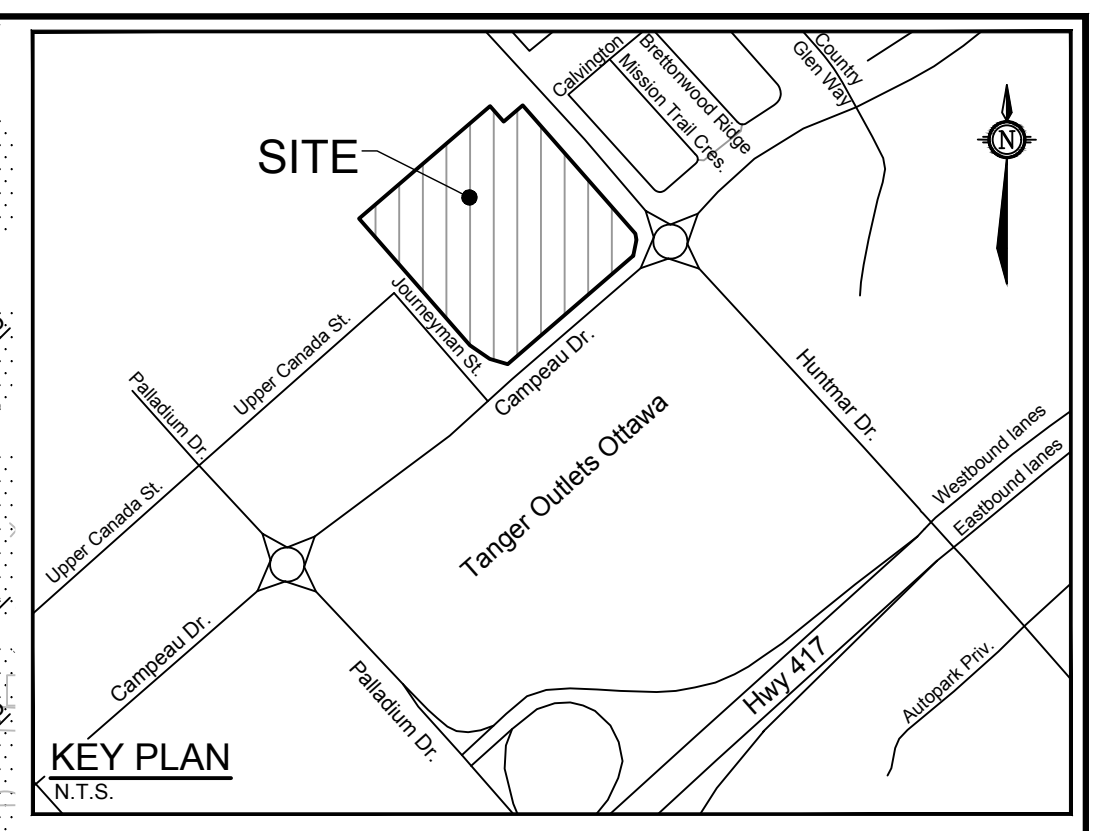 Calvington
Brettonwood Ridge
Mission Trail Cres.
Country
Glen Way
SITE
N
Journeyman St.
Upper Canada St.
Campeau Dr.
Palladium Dr.
Huntmar Dr.
Tanger Outlets Ottawa
Westbound lanes
Eastbound lanes
Upper Canada St.
Campeau Dr.
Palladium Dr.
Hwy 417
Autopark Priv.
KEY PLAN
N.T.S.